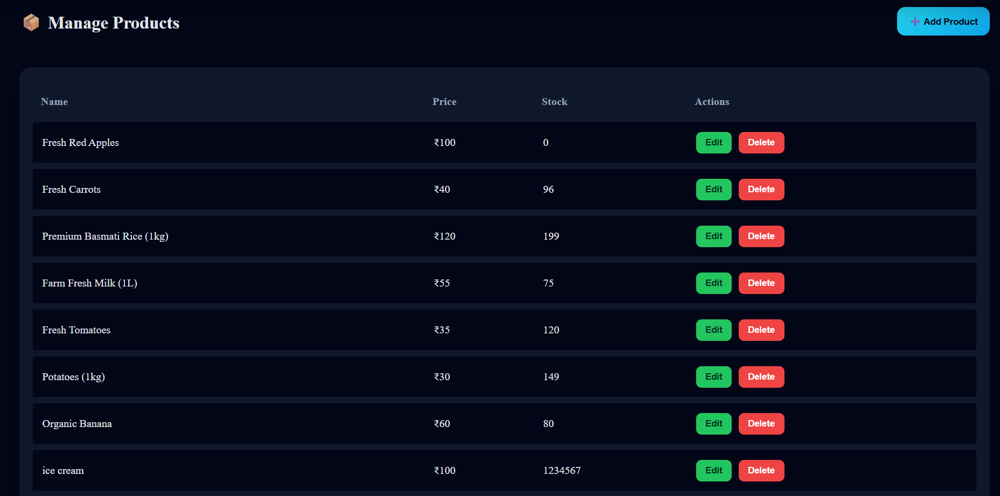 📦 Manage Products
➕ Add Product
Name Price Stock Actions
Fresh Red Apples ₹100 0 Edit Delete
Fresh Carrots ₹40 96 Edit Delete
Premium Basmati Rice (1kg) ₹120 199 Edit Delete
Farm Fresh Milk (1L) ₹55 75 Edit Delete
Fresh Tomatoes ₹35 120 Edit Delete
Potatoes (1kg) ₹30 149 Edit Delete
Organic Banana ₹60 80 Edit Delete
ice cream ₹100 1234567 Edit Delete